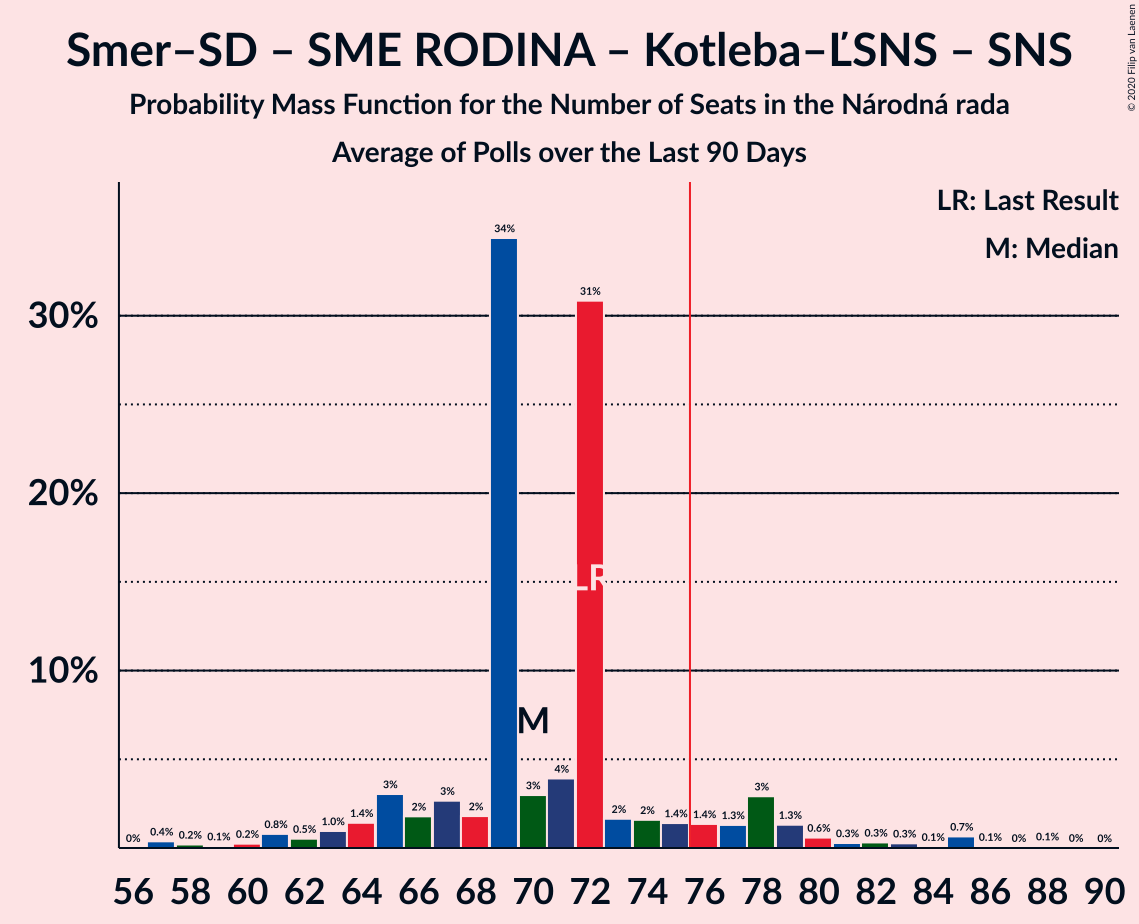 Smer–SD – SME RODINA – Kotleba–ĽSNS – SNS
Probability Mass Function for the Number of Seats in the Národná rada
Average of Polls over the Last 90 Days
© 2020 Filip van Laenen
LR: Last Result
M: Median
30%
20%
10%
0% 0.4% 0.2% 0.1% 0.2% 0.8% 0.5% 1.0% 1.4% 3% 2% 3% 2% 34% 3% 4% 31% 2% 2% 1.4% 1.4% 1.3% 3% 1.3% 0.6% 0.3% 0.3% 0.3% 0.1% 0.7% 0.1% 0% 0.1% 0% 0%
LR
M
56 58 60 62 64 66 68 70 72 74 76 78 80 82 84 86 88 90